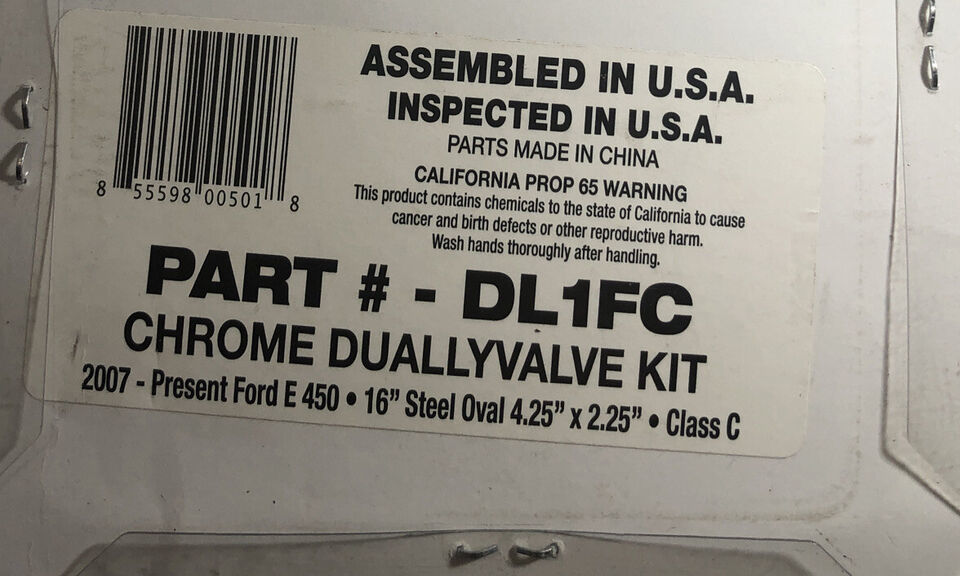 ASSEMBLED IN U.S.A.
INSPECTED IN U.S.A.
PARTS MADE IN CHINA
CALIFORNIA PROP 65 WARNING
This product contains chemicals to the state of California to cause
cancer and birth defects or other reproductive harm.
Wash hands thoroughly after handling.
8 55598 00501 8
PART # - DL1FC
CHROME DUALLYVALVE KIT
2007 - Present Ford E 450 • 16” Steel Oval 4.25” x 2.25” • Class C